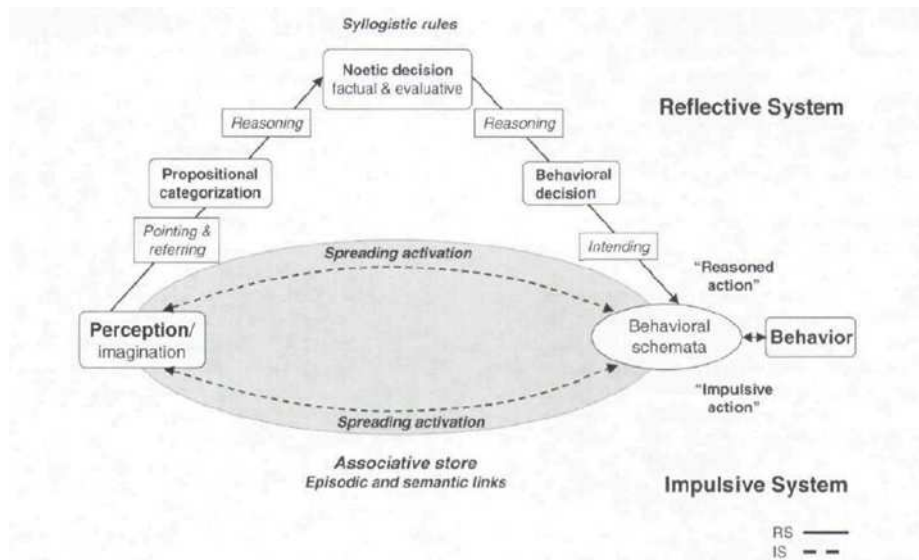 Syllogistic rules
Noetic decision
factual & evaluative
Reflective System
Reasoning
Reasoning
Propositional
categorization
Behavioral
decision
Pointing &
referring
Intending
Spreading activation
"Reasoned
action"
Perception/
imagination
Behavioral
schemata
Behavior
"Impulsive
action"
Spreading activation
Associative store
Episodic and semantic links
Impulsive System
RS
IS